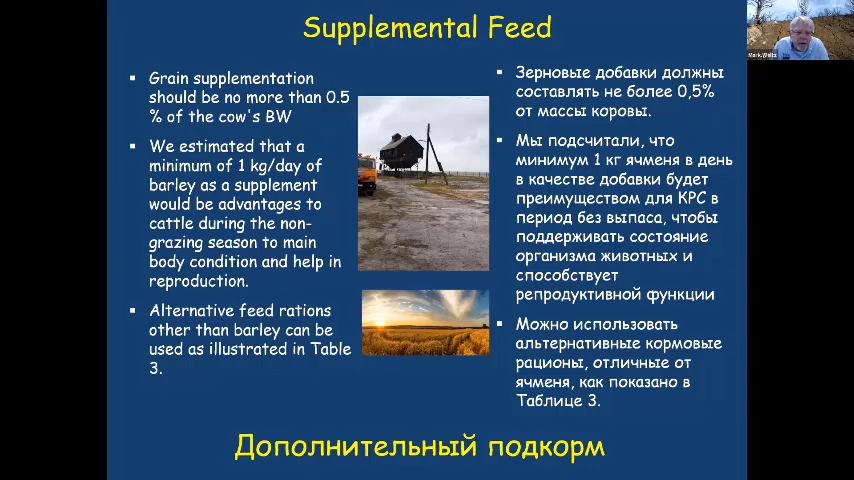 Supplemental Feed
▪ Grain supplementation
should be no more than 0.5
% of the cow's BW
▪ We estimated that a
minimum of 1 kg/day of
barley as a supplement
would be advantages to
cattle during the non-
grazing season to main
body condition and help in
reproduction.
▪ Alternative feed rations
other than barley can be
used as illustrated in Table
3.
▪ Зерновые добавки должны
составлять не более 0,5%
от массы коровы.
▪ Мы подсчитали, что
минимум 1 кг ячменя в день
в качестве добавки будет
преимуществом для КРС в
период без выпаса, чтобы
поддерживать состояние
организма животных и
способствует
репродуктивной функции
▪ Можно использовать
альтернативные кормовые
рационы, отличные от
ячменя, как показано в
Таблице 3.
Дополнительный подкорм
Mark.Weltz